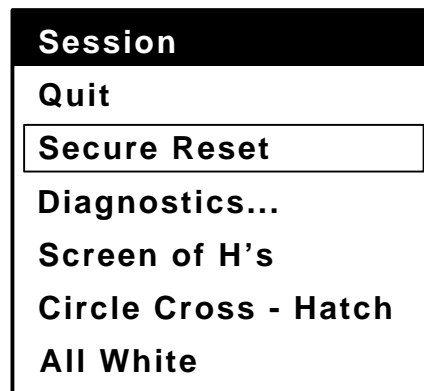 Session
Quit
Secure Reset
Diagnostics...
Screen of H’s
Circle Cross - Hatch
All White